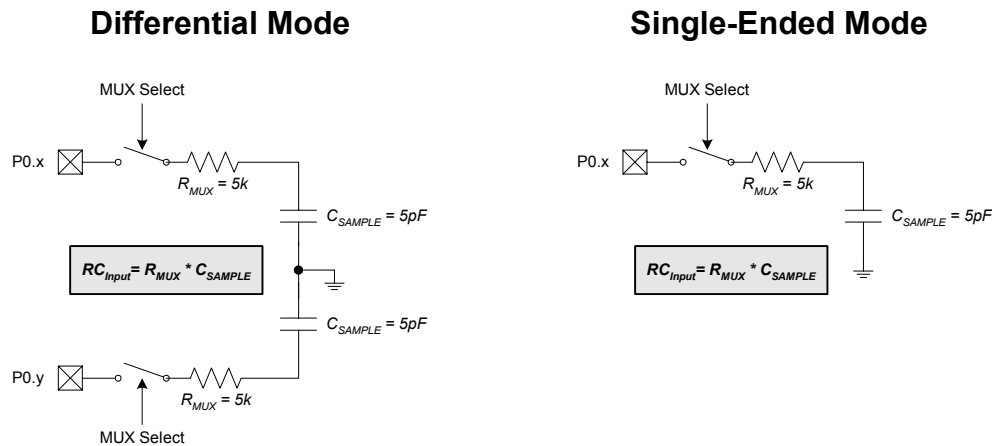 Differential Mode
MUX Select
P0.x
R_MUX = 5k
C_SAMPLE = 5pF
RC_Input= R_MUX * C_SAMPLE
C_SAMPLE = 5pF
P0.y
R_MUX = 5k
MUX Select
Single-Ended Mode
MUX Select
P0.x
R_MUX = 5k
C_SAMPLE = 5pF
RC_Input= R_MUX * C_SAMPLE